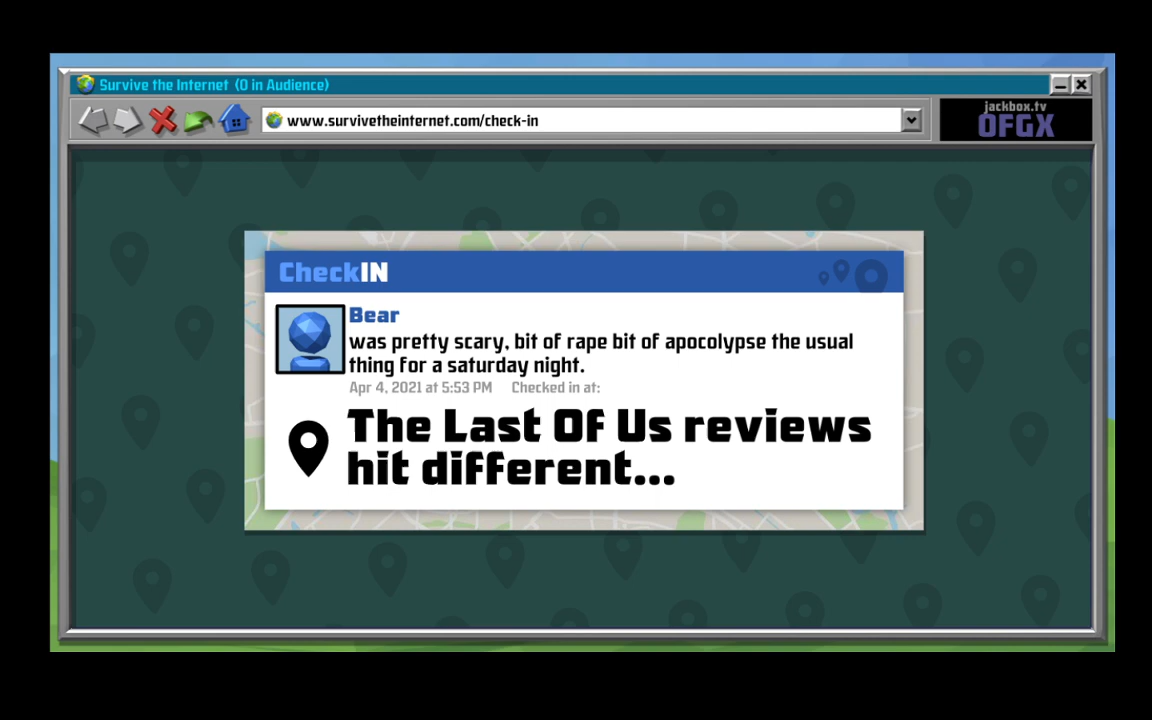 Survive the Internet (0 in Audience)
www.survivetheinternet.com/check-in
jackbox.tv
OFGX
CheckIN
Bear
was pretty scary, bit of rape bit of apocolypse the usual
thing for a saturday night.
Apr 4, 2021 at 5:53 PM Checked in at:
The Last Of Us reviews
hit different...